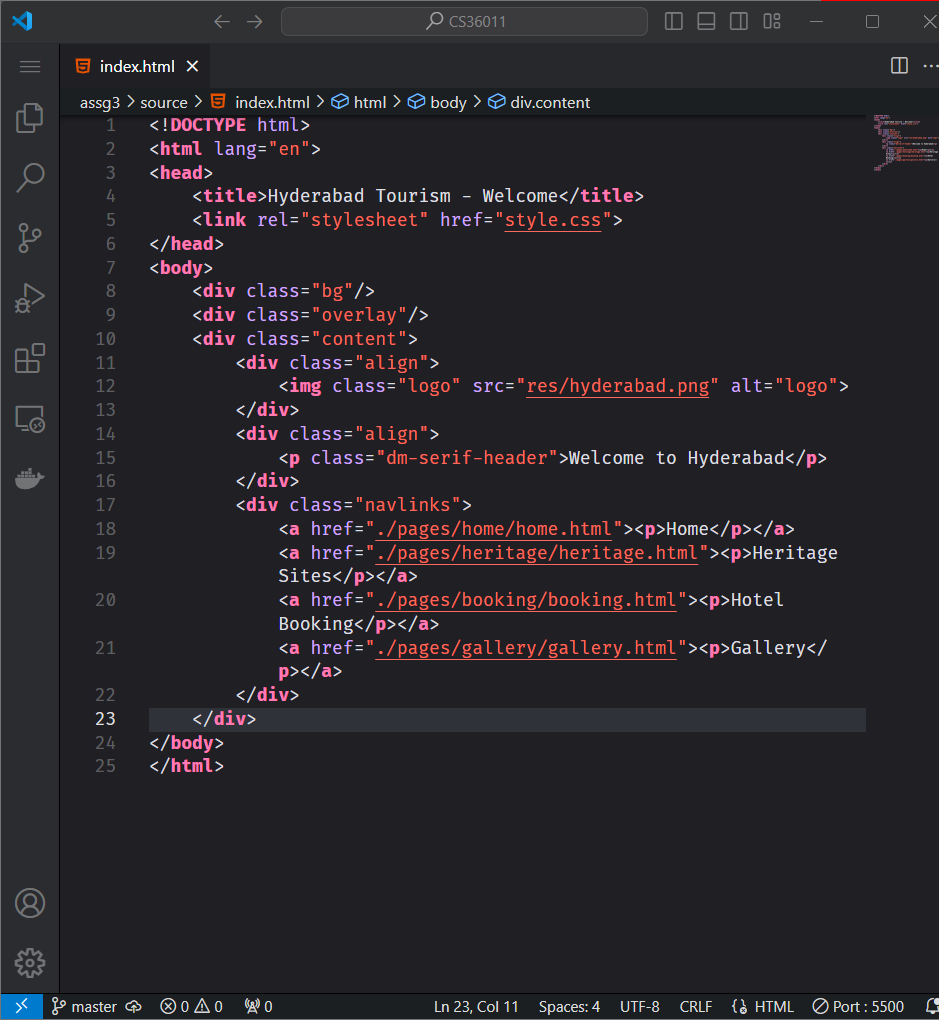 CS36011
index.html
assg3 > source > index.html > html > body > div.content
1 <!DOCTYPE html>
2 <html lang="en">
3 <head>
4 <title>Hyderabad Tourism - Welcome</title>
5 <link rel="stylesheet" href="style.css">
6 </head>
7 <body>
8 <div class="bg"/>
9 <div class="overlay"/>
10 <div class="content">
11 <div class="align">
12 <img class="logo" src="res/hyderabad.png" alt="logo">
13 </div>
14 <div class="align">
15 <p class="dm-serif-header">Welcome to Hyderabad</p>
16 </div>
17 <div class="navlinks">
18 <a href="./pages/home/home.html"><p>Home</p></a>
19 <a href="./pages/heritage/heritage.html"><p>Heritage
Sites</p></a>
20 <a href="./pages/booking/booking.html"><p>Hotel
Booking</p></a>
21 <a href="./pages/gallery/gallery.html"><p>Gallery</
p></a>
22 </div>
23 </div>
24 </body>
25 </html>
master 0 0 0 Ln 23, Col 11 Spaces: 4 UTF-8 CRLF HTML Port : 5500